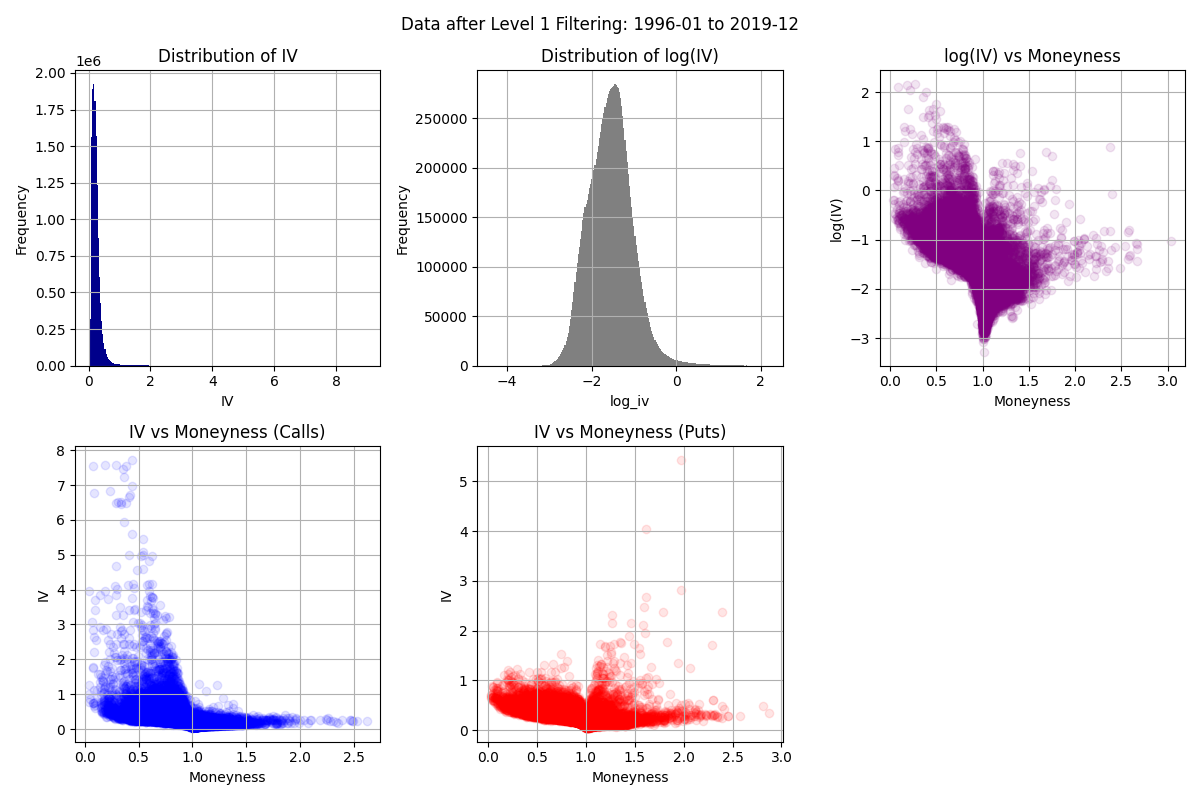 Data after Level 1 Filtering: 1996-01 to 2019-12
Distribution of IV
1e6
2.00
1.75
1.50
1.25
1.00
0.75
0.50
0.25
0.00
Frequency
0 2 4 6 8
IV
Distribution of log(IV)
250000
200000
150000
100000
50000
0
Frequency
−4 −2 0 2
log_iv
log(IV) vs Moneyness
2
1
0
−1
−2
−3
log(IV)
0.0 0.5 1.0 1.5 2.0 2.5 3.0
Moneyness
IV vs Moneyness (Calls)
8
7
6
5
4
3
2
1
0
IV
0.0 0.5 1.0 1.5 2.0 2.5
Moneyness
IV vs Moneyness (Puts)
5
4
3
2
1
0
IV
0.0 0.5 1.0 1.5 2.0 2.5 3.0
Moneyness